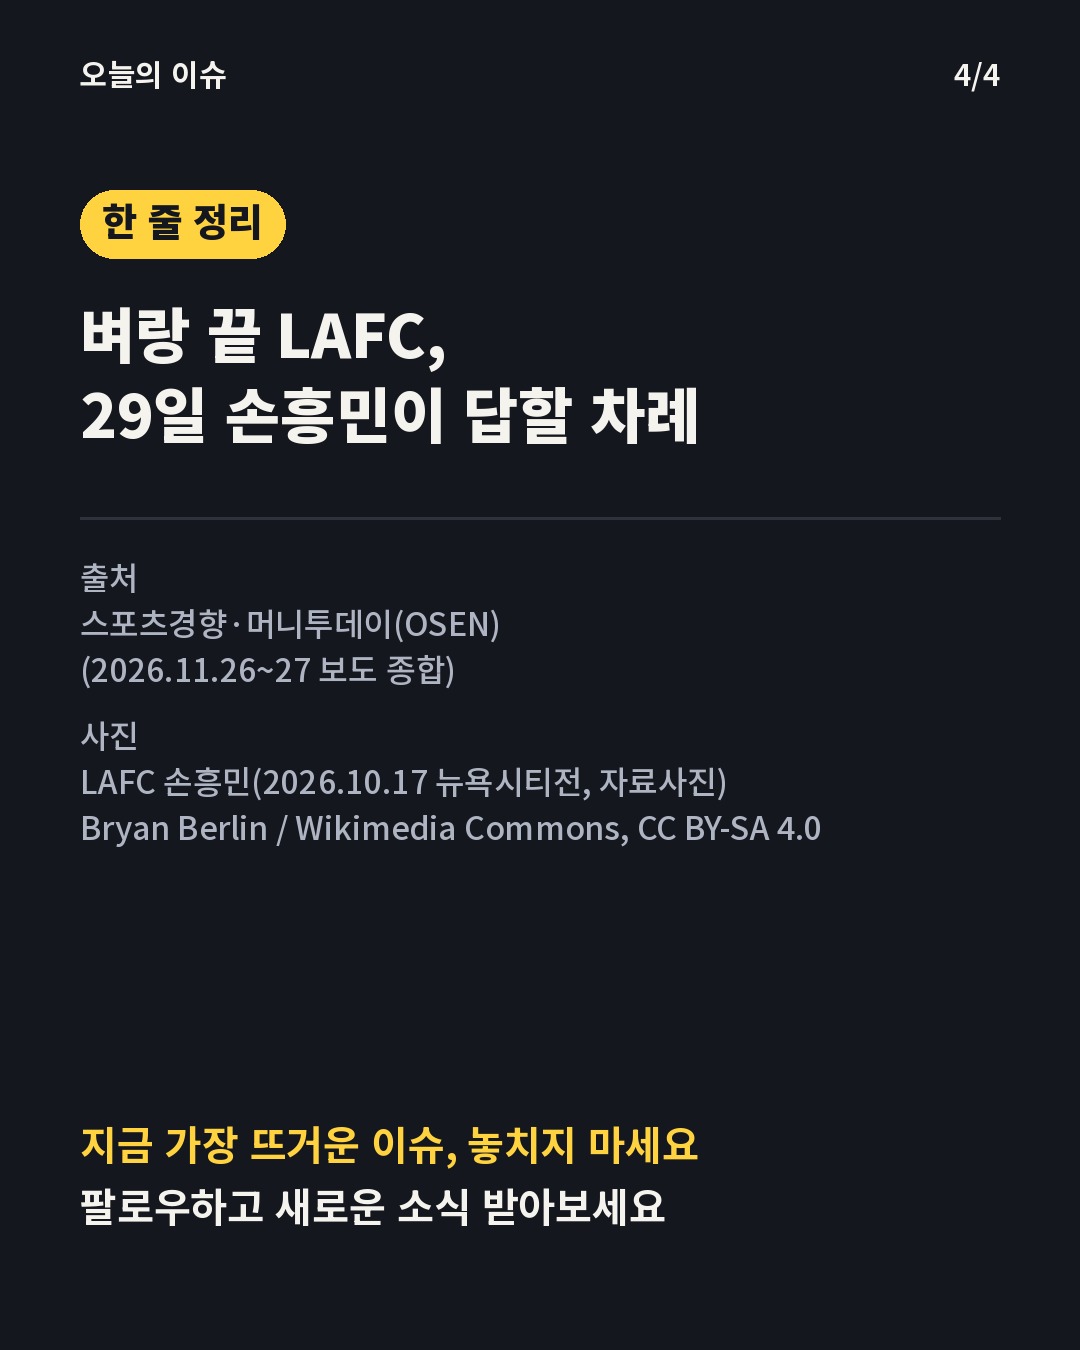 오늘의 이슈
4/4
한 줄 정리
벼랑 끝 LAFC,
29일 손흥민이 답할 차례
출처
스포츠경향·머니투데이(OSEN)
(2026.11.26~27 보도 종합)
사진
LAFC 손흥민(2026.10.17 뉴욕시티전, 자료사진)
Bryan Berlin / Wikimedia Commons, CC BY-SA 4.0
지금 가장 뜨거운 이슈, 놓치지 마세요
팔로우하고 새로운 소식 받아보세요